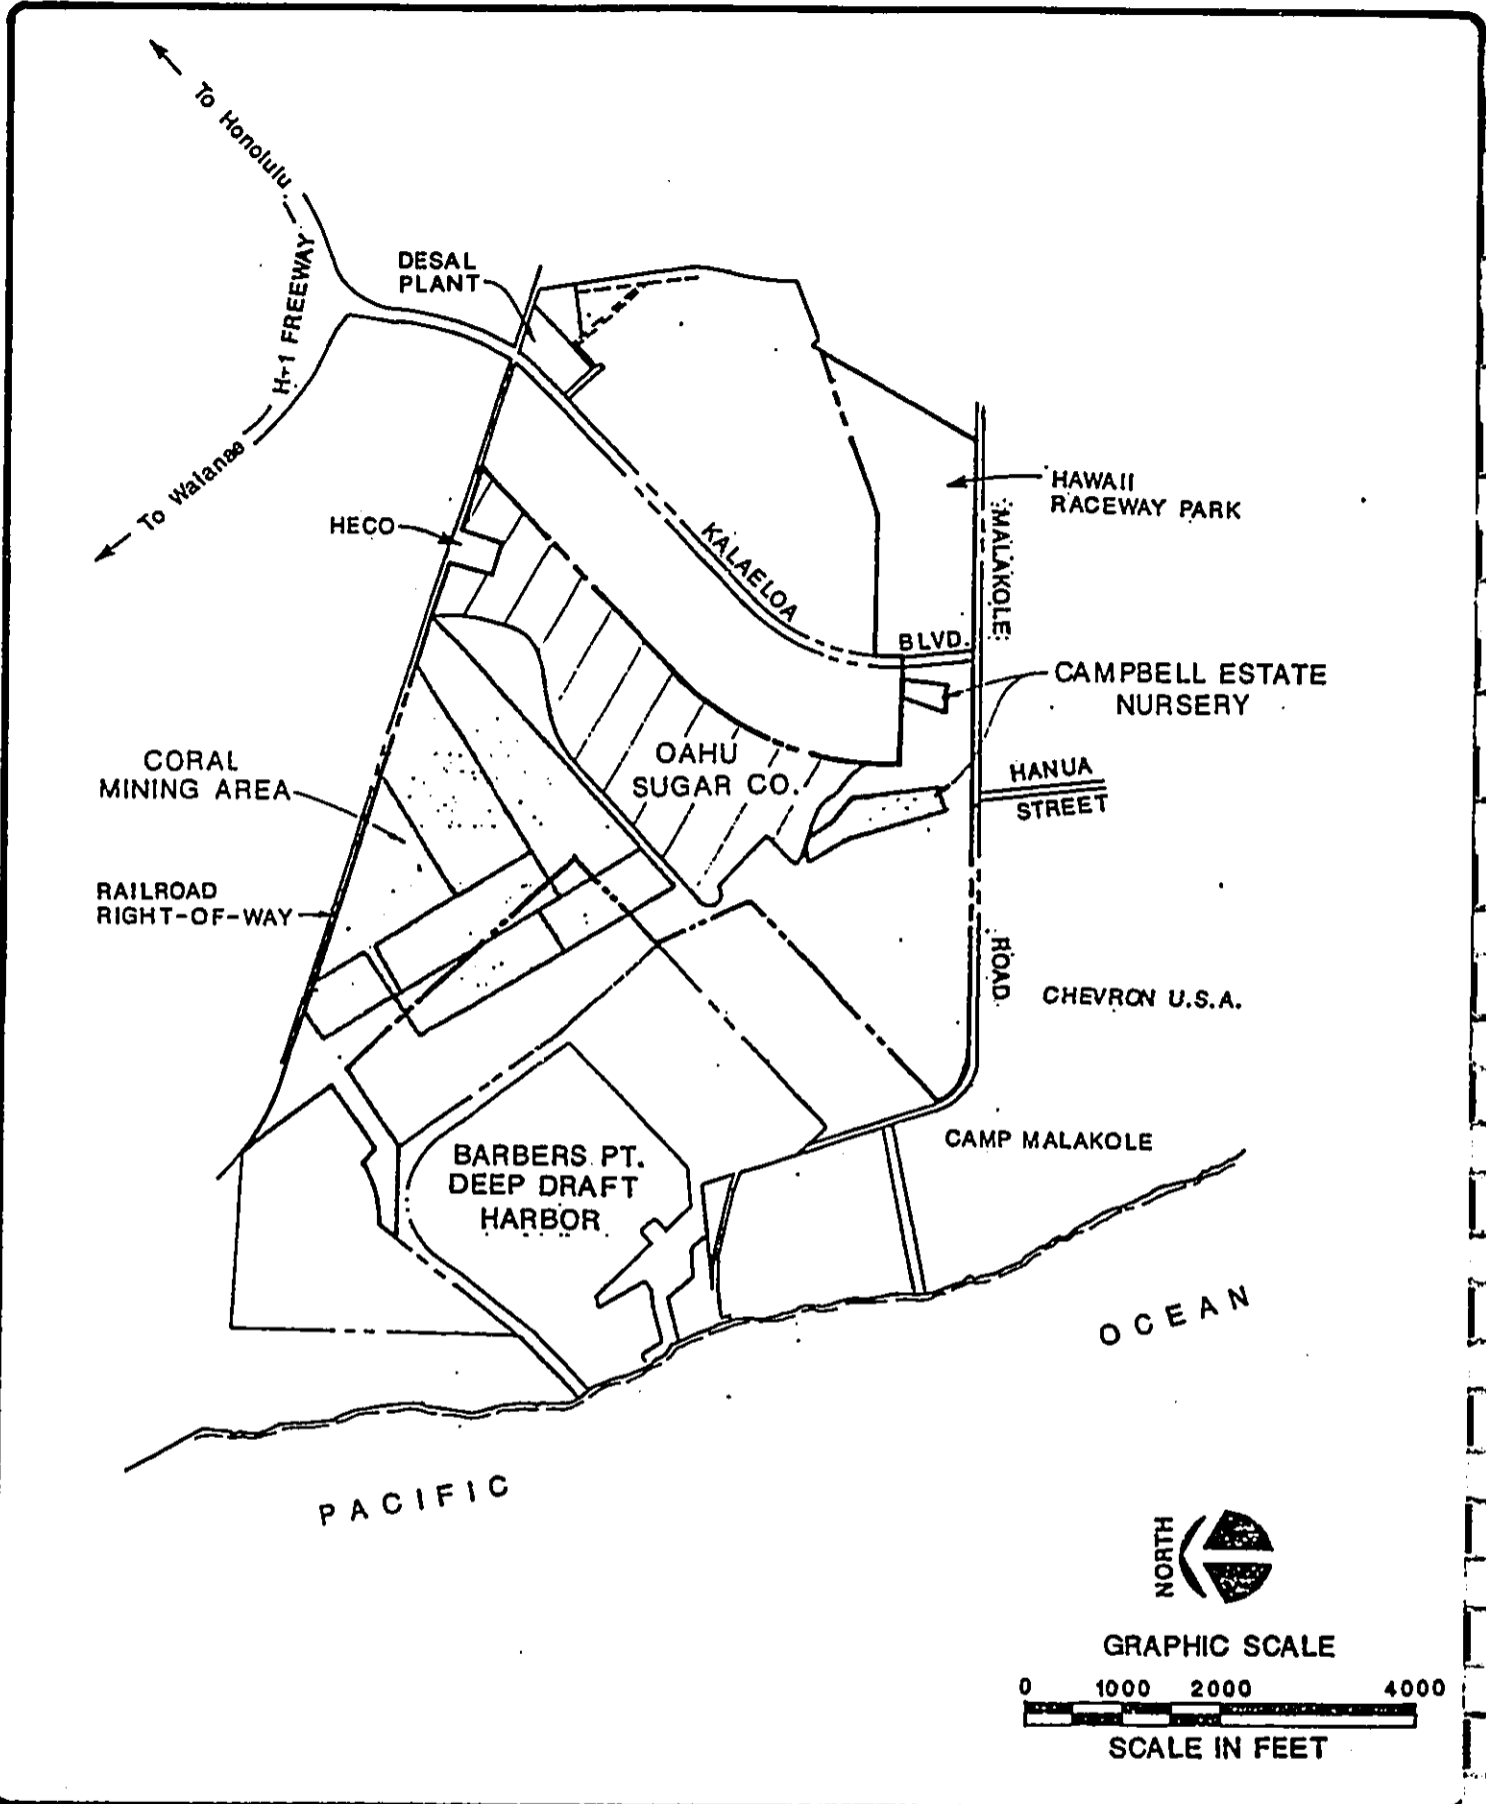 To Honolulu
H-1 FREEWAY
To Waianae
DESAL
PLANT
HECO
KALAELOA
BLVD.
HAWAII
RACEWAY PARK
MALAKOLE
CAMPBELL ESTATE
NURSERY
OAHU
SUGAR CO.
HANUA
STREET
CORAL
MINING AREA
RAILROAD
RIGHT-OF-WAY
ROAD
CHEVRON U.S.A.
CAMP MALAKOLE
BARBERS PT.
DEEP DRAFT
HARBOR
PACIFIC
OCEAN
NORTH
GRAPHIC SCALE
0 1000 2000 4000
SCALE IN FEET